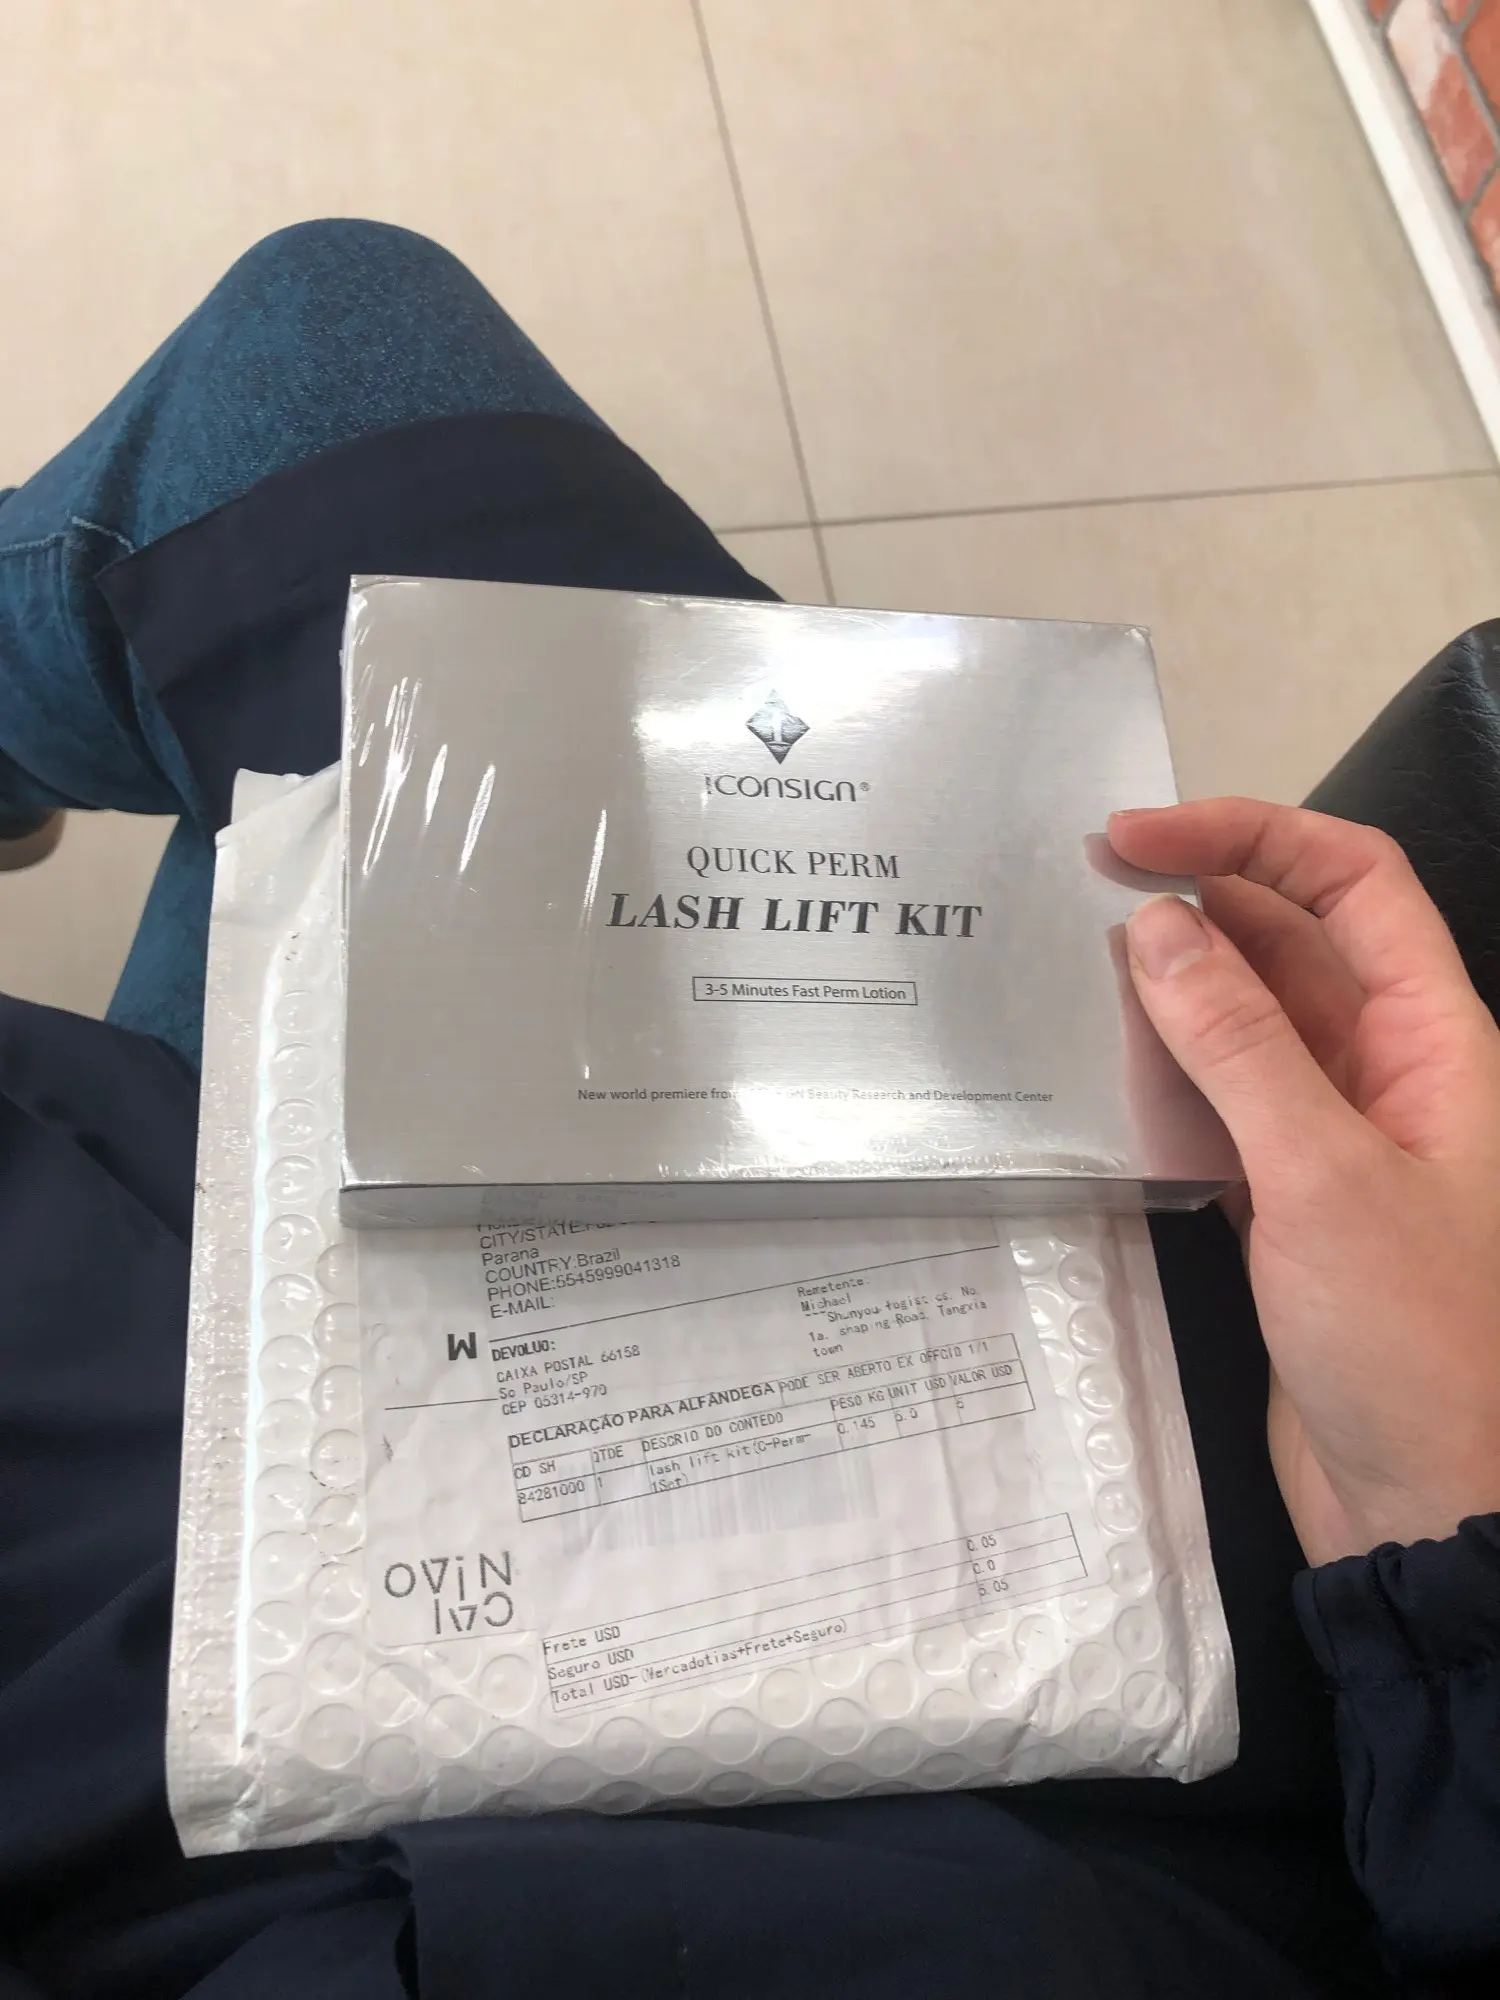 ICONSIGN®
QUICK PERM
LASH LIFT KIT
3-5 Minutes Fast Perm Lotion
New world premiere from Beauty Research and Development Center
CITY/STATE:
Parana
COUNTRY:Brazil
PHONE:5545999041318
E-MAIL:
Remetente:
Michael
No.
1a. Road, Tangxia
town
DEVOLUO:
CAIXA POSTAL 66158
So Paulo/SP
CEP 05314-970
DECLARAÇÃO PARA ALFÂNDEGA PODE SER ABERTO EX OFFCIO 1/1
CD SH QTDE DESCRIO DO CONTEDO PESO KG UNIT USD VALOR USD
84281000 1 lash lift kit(C-Perm- 0.145 5.0 5
1Set)
Frete USD 0.05
Seguro USD 0.0
Total USD-(Mercadotias+Frete+Seguro) 5.05
CAI
NIAO